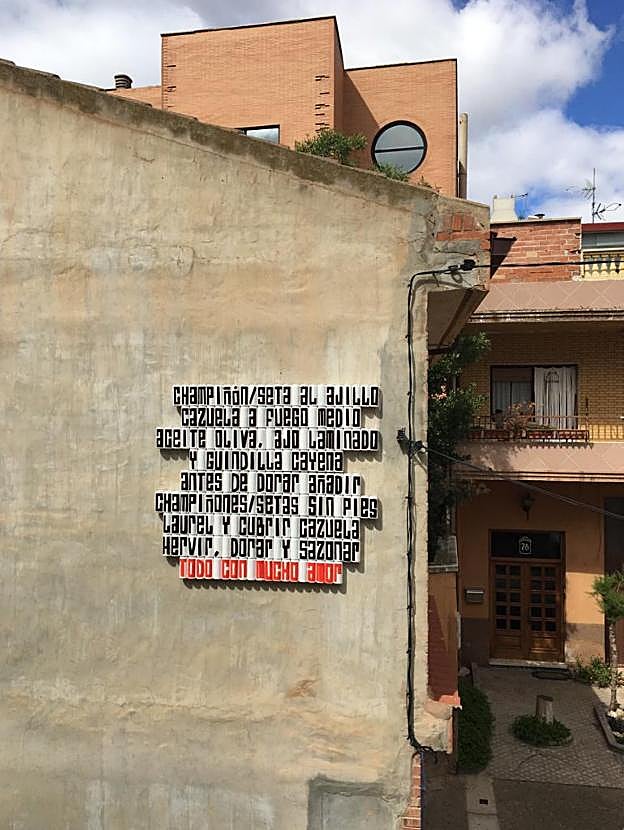 CHAMPIÑÓN/SETA AL AJILLO
CAZUELA A FUEGO MEDIO
ACEITE OLIVA, AJO LAMINADO
Y GUINDILLA CAYENA
ANTES DE DORAR AÑADIR
CHAMPIÑONES/SETAS SIN PIES
LAUREL Y CUBRIR CAZUELA
HERVIR, DORAR Y SAZONAR
TODO CON MUCHO AMOR
76